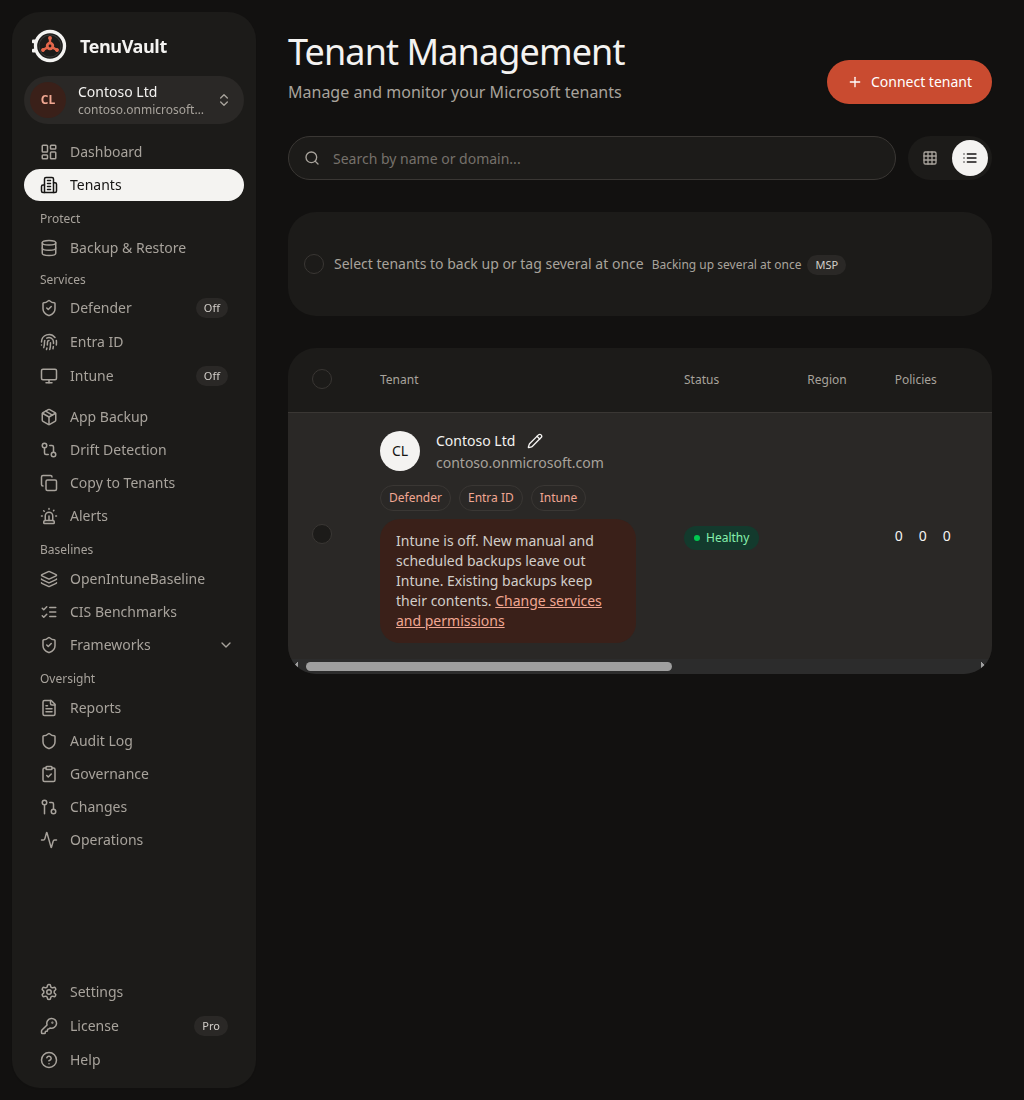 TenuVault
CL
Contoso Ltd
contoso.onmicrosoft...
Dashboard
Tenants
Protect
Backup & Restore
Services
Defender Off
Entra ID
Intune Off
App Backup
Drift Detection
Copy to Tenants
Alerts
Baselines
OpenIntuneBaseline
CIS Benchmarks
Frameworks
Oversight
Reports
Audit Log
Governance
Changes
Operations
Settings
License Pro
Help
Tenant Management
Manage and monitor your Microsoft tenants
Connect tenant
Search by name or domain...
Select tenants to back up or tag several at once Backing up several at once MSP
Tenant Status Region Policies
CL
Contoso Ltd
contoso.onmicrosoft.com
Defender Entra ID Intune
Intune is off. New manual and
scheduled backups leave out
Intune. Existing backups keep
their contents. Change services
and permissions
Healthy
0 0 0